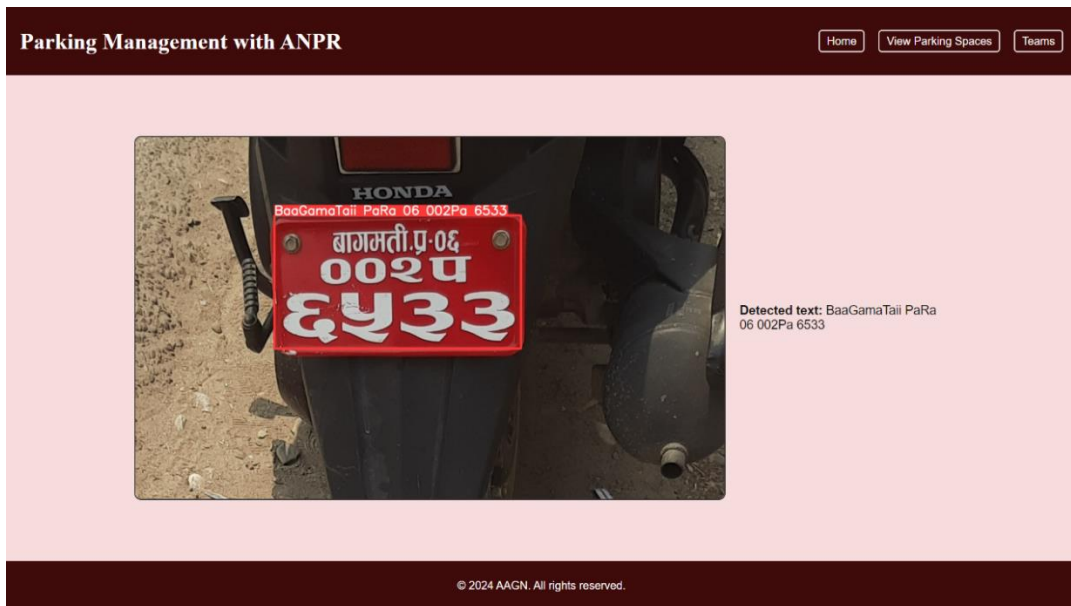 Parking Management with ANPR
Home
View Parking Spaces
Teams
HONDA
BaaGamaTaii PaRa 06 002Pa 6533
बागमती.प्र.-०६
००२प
६५३३
Detected text: BaaGamaTaii PaRa
06 002Pa 6533
© 2024 AAGN. All rights reserved.